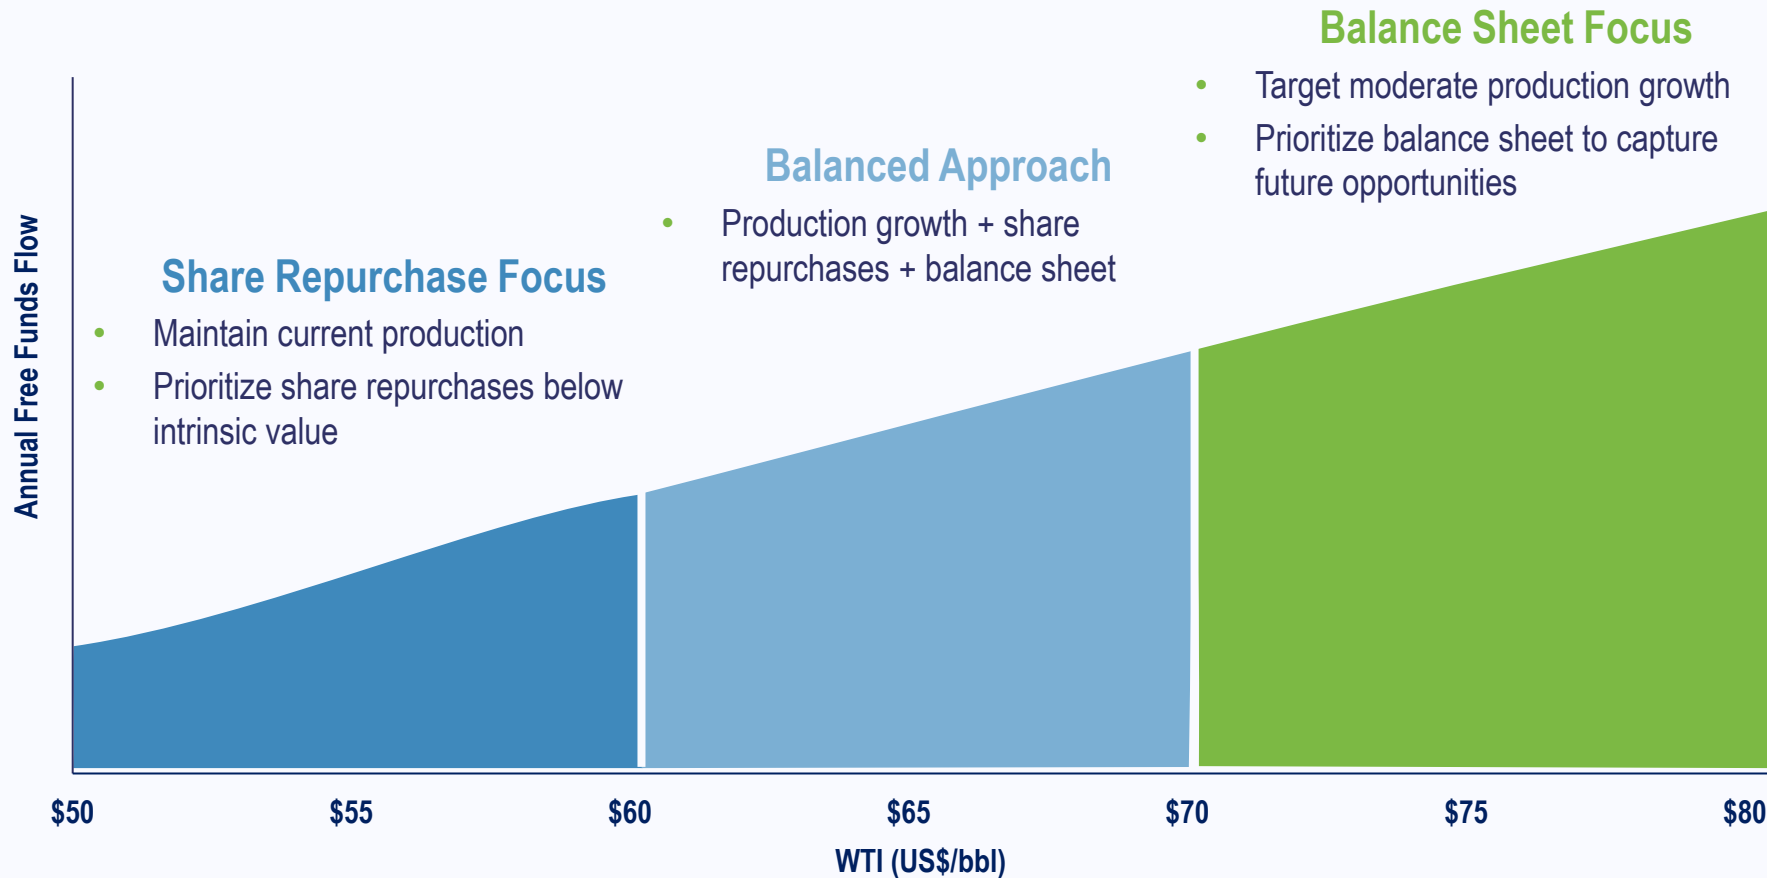 Balance Sheet Focus
• Target moderate production growth
• Prioritize balance sheet to capture
future opportunities
Balanced Approach
• Production growth + share
repurchases + balance sheet
Share Repurchase Focus
• Maintain current production
• Prioritize share repurchases below
intrinsic value
Annual Free Funds Flow
$50 $55 $60 $65 $70 $75 $80
WTI (US$/bbl)